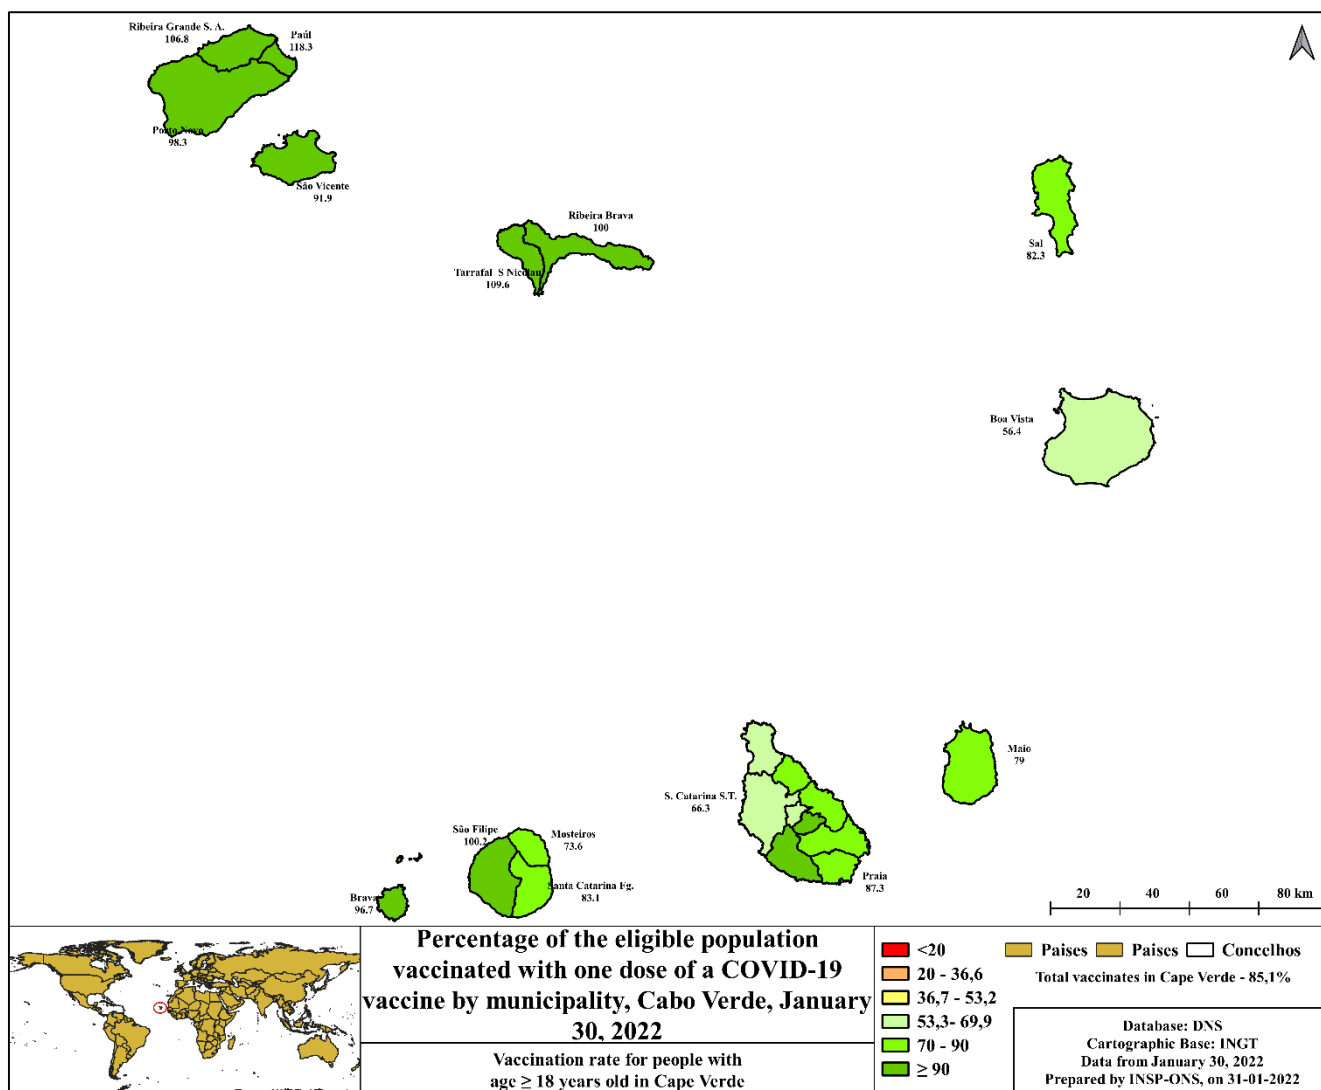 Ribeira Grande S. A.
106.8
Paúl
118.3
Porto Novo
98.3
São Vicente
91.9
Ribeira Brava
100
Tarrafal S Nicolau
109.6
Sal
82.3
Boa Vista
56.4
Maio
79
S. Catarina S.T.
66.3
Praia
87.3
São Filipe
100.2
Mosteiros
73.6
Santa Catarina Fg.
83.1
Brava
96.7
20 40 60 80 km
Percentage of the eligible population
vaccinated with one dose of a COVID-19
vaccine by municipality, Cabo Verde, January
30, 2022
Vaccination rate for people with
age ≥ 18 years old in Cape Verde
<20
20 - 36,6
36,7 - 53,2
53,3- 69,9
70 - 90
≥ 90
Paises Paises Concelhos
Total vaccinates in Cape Verde - 85,1%
Database: DNS
Cartographic Base: INGT
Data from January 30, 2022
Prepared by INSP-ONS, on 31-01-2022